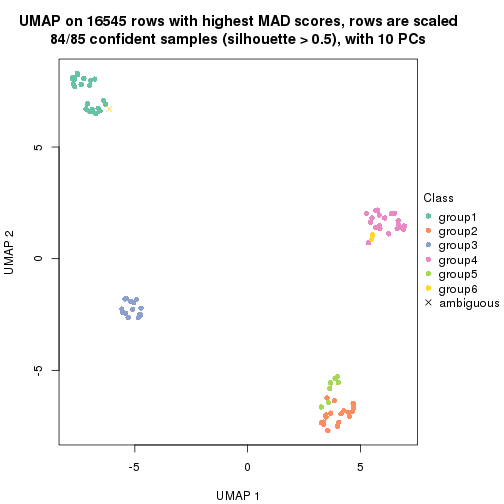 UMAP on 16545 rows with highest MAD scores, rows are scaled
84/85 confident samples (silhouette > 0.5), with 10 PCs
5
0
-5
UMAP 2
-5
0
5
UMAP 1
Class
group1
group2
group3
group4
group5
group6
ambiguous